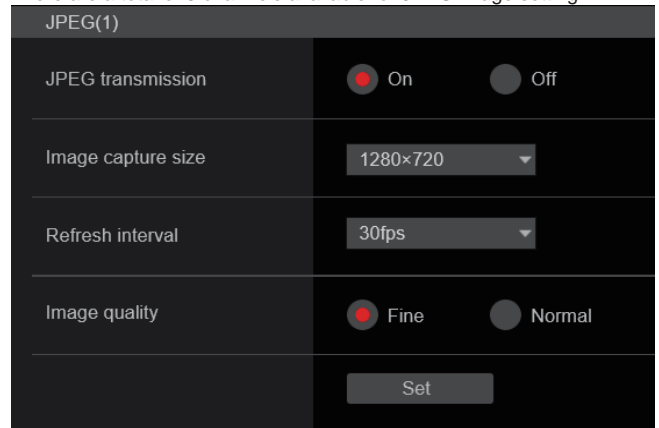 JPEG(1)
JPEG transmission On Off
Image capture size 1280×720
Refresh interval 30fps
Image quality Fine Normal
Set